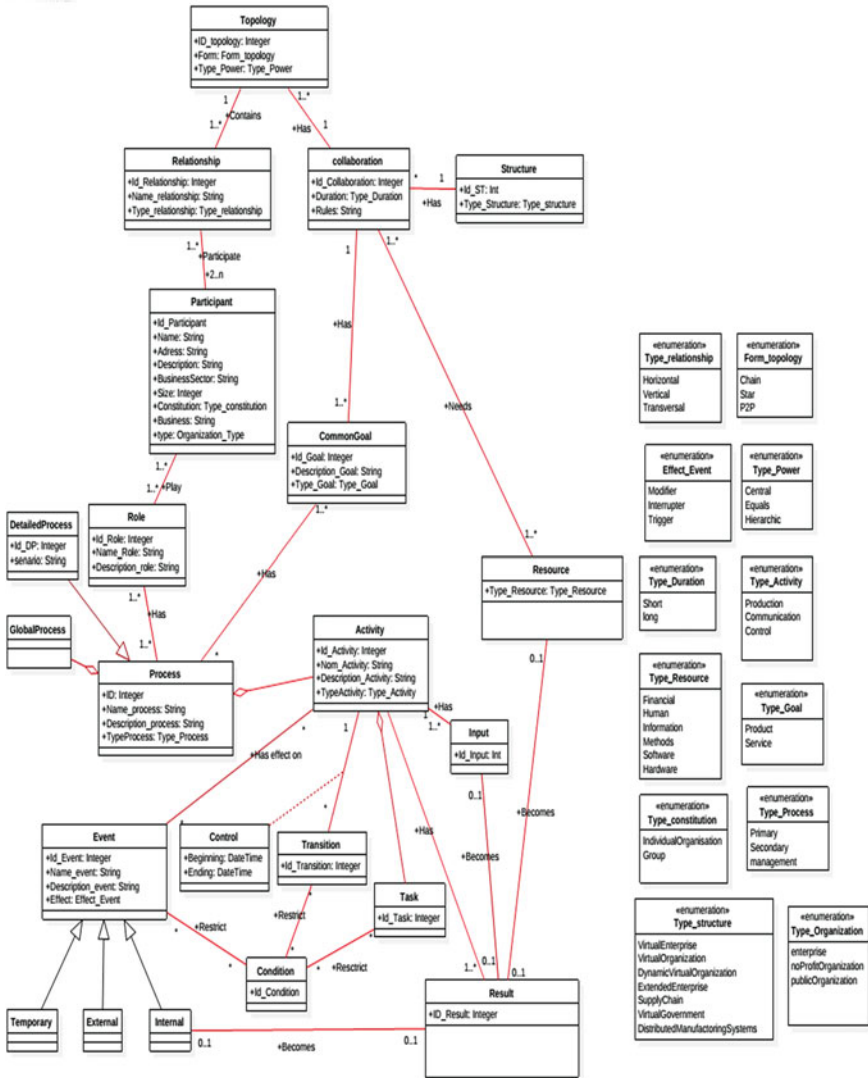 Topology
+ID_topology: Integer
+Form: Form_topology
+Type_Power: Type_Power
1
1..*
+Contains
1..*
+Has
1
Relationship
+Id_Relationship: Integer
+Name_relationship: String
+Type_relationship: Type_relationship
collaboration
+Id_Collaboration: Integer
+Duration: Type_Duration
+Rules: String
*
1
+Has
Structure
+Id_ST: Int
+Type_Structure: Type_structure
1..*
+Participate
+2..n
1
1..*
+Has
1..*
+Needs
1..*
Participant
+Id_Participant
+Name: String
+Adress: String
+Description: String
+BusinessSector: String
+Size: Integer
+Constitution: Type_constitution
+Business: String
+type: Organization_Type
1..*
1..*
+Play
CommonGoal
+Id_Goal: Integer
+Description_Goal: String
+Type_Goal: Type_Goal
1..*
+Has
*
DetailedProcess
+Id_DP: Integer
+senario: String
Role
+Id_Role: Integer
+Name_Role: String
+Description_role: String
1..*
+Has
1..*
Resource
+Type_Resource: Type_Resource
0..1
+Becomes
0..1
GlobalProcess
Process
+ID: Integer
+Name_process: String
+Description_process: String
+TypeProcess: Type_Process
Activity
+Id_Activity: Integer
+Nom_Activity: String
+Description_Activity: String
+TypeActivity: Type_Activity
+Has
1
1..*
Input
+Id_Input: Int
0..1
+Becomes
0..1
*
+Has effect on
*
1
*
+Has
1..*
Event
+Id_Event: Integer
+Name_event: String
+Description_event: String
+Effect: Effect_Event
Control
+Beginning: DateTime
+Ending: DateTime
Transition
+Id_Transition: Integer
Task
+Id_Task: Integer
*
+Restrict
*
*
+Restrict
*
*
+Resctrict
*
Condition
+Id_Condition
Result
+ID_Result: Integer
Temporary
External
Internal
0..1
+Becomes
0..1
«enumeration»
Type_relationship
Horizontal
Vertical
Transversal
«enumeration»
Form_topology
Chain
Star
P2P
«enumeration»
Effect_Event
Modifier
Interrupter
Trigger
«enumeration»
Type_Power
Central
Equals
Hierarchic
«enumeration»
Type_Duration
Short
long
«enumeration»
Type_Activity
Production
Communication
Control
«enumeration»
Type_Resource
Financial
Human
Information
Methods
Software
Hardware
«enumeration»
Type_Goal
Product
Service
«enumeration»
Type_constitution
IndividualOrganisation
Group
«enumeration»
Type_Process
Primary
Secondary
management
«enumeration»
Type_structure
VirtualEnterprise
VirtualOrganization
DynamicVirtualOrganization
ExtendedEnterprise
SupplyChain
VirtualGovernment
DistributedManufactoringSystems
«enumeration»
Type_Organization
enterprise
noProfitOrganization
publicOrganization